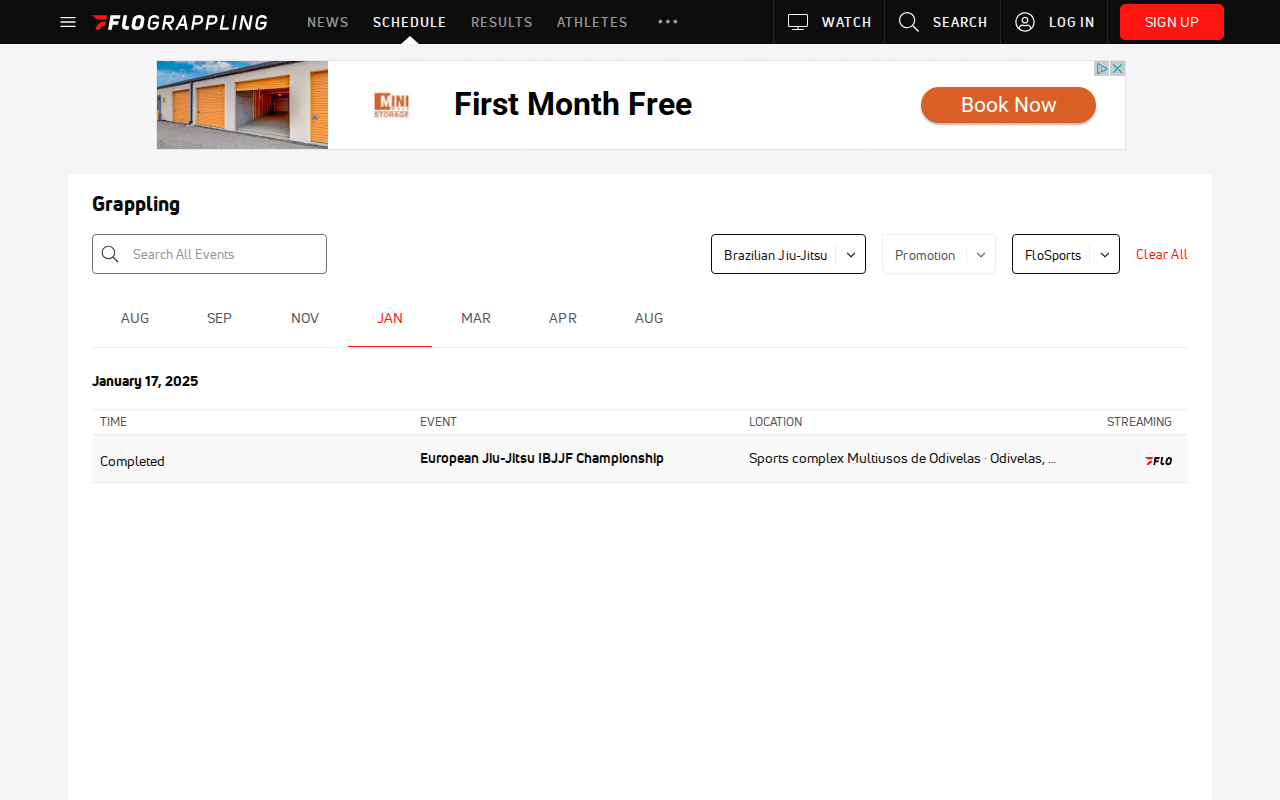 FLOGRAPPLING NEWS SCHEDULE RESULTS ATHLETES ••• WATCH SEARCH LOG IN SIGN UP
MINI
STORAGE
First Month Free
Book Now
Grappling
Search All Events
Brazilian Jiu-Jitsu
Promotion
FloSports
Clear All
AUG SEP NOV JAN MAR APR AUG
January 17, 2025
TIME EVENT LOCATION STREAMING
Completed European Jiu-Jitsu IBJJF Championship Sports complex Multiusos de Odivelas · Odivelas, ... FLO